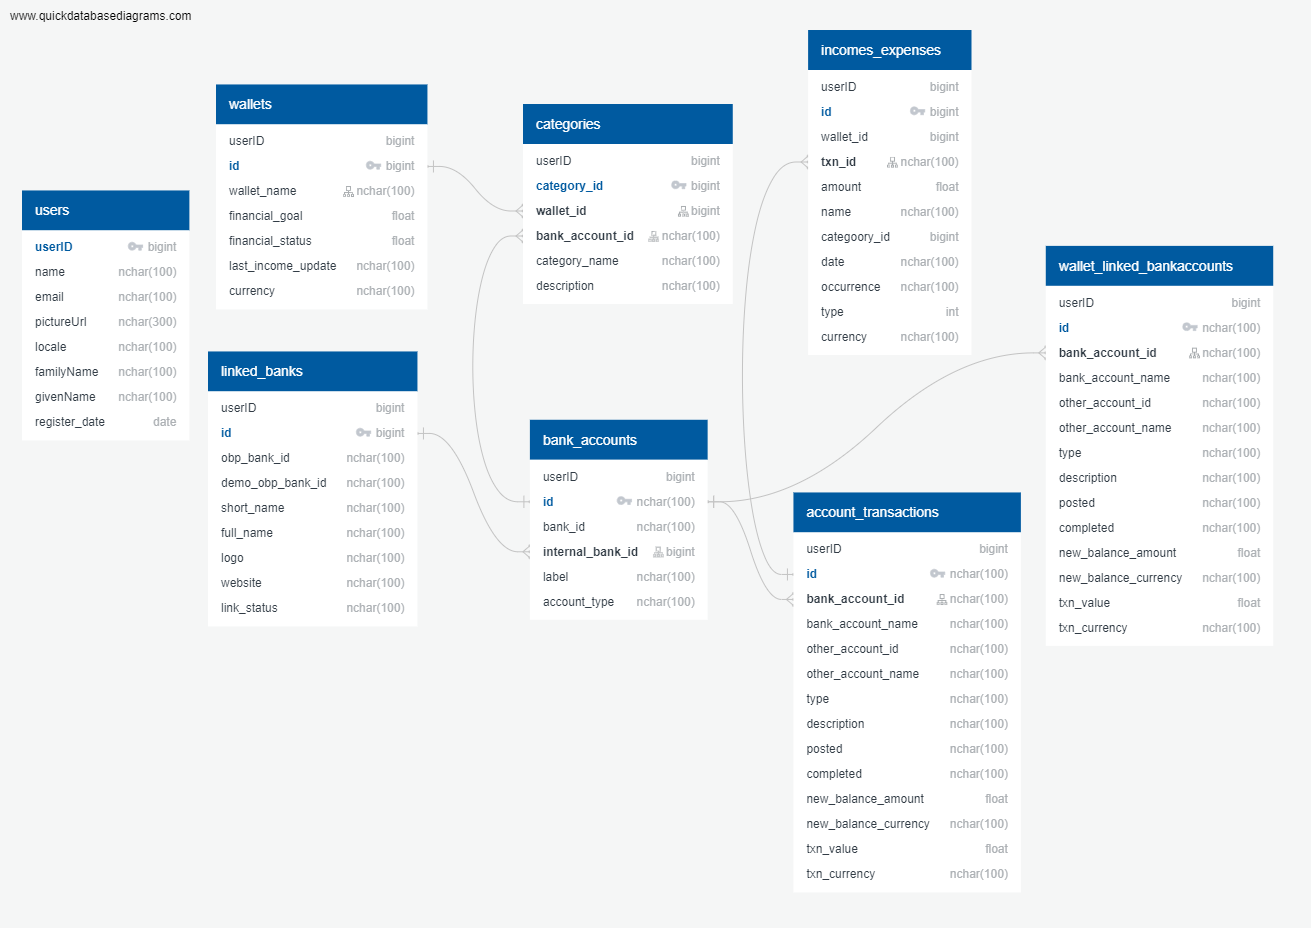 www.quickdatabasediagrams.com
users
userID bigint
name nchar(100)
email nchar(100)
pictureUrl nchar(300)
locale nchar(100)
familyName nchar(100)
givenName nchar(100)
register_date date
wallets
userID bigint
id bigint
wallet_name nchar(100)
financial_goal float
financial_status float
last_income_update nchar(100)
currency nchar(100)
linked_banks
userID bigint
id bigint
obp_bank_id nchar(100)
demo_obp_bank_id nchar(100)
short_name nchar(100)
full_name nchar(100)
logo nchar(100)
website nchar(100)
link_status nchar(100)
categories
userID bigint
category_id bigint
wallet_id bigint
bank_account_id nchar(100)
category_name nchar(100)
description nchar(100)
bank_accounts
userID bigint
id nchar(100)
bank_id nchar(100)
internal_bank_id bigint
label nchar(100)
account_type nchar(100)
incomes_expenses
userID bigint
id bigint
wallet_id bigint
txn_id nchar(100)
amount float
name nchar(100)
categoory_id bigint
date nchar(100)
occurrence nchar(100)
type int
currency nchar(100)
account_transactions
userID bigint
id nchar(100)
bank_account_id nchar(100)
bank_account_name nchar(100)
other_account_id nchar(100)
other_account_name nchar(100)
type nchar(100)
description nchar(100)
posted nchar(100)
completed nchar(100)
new_balance_amount float
new_balance_currency nchar(100)
txn_value float
txn_currency nchar(100)
wallet_linked_bankaccounts
userID bigint
id nchar(100)
bank_account_id nchar(100)
bank_account_name nchar(100)
other_account_id nchar(100)
other_account_name nchar(100)
type nchar(100)
description nchar(100)
posted nchar(100)
completed nchar(100)
new_balance_amount float
new_balance_currency nchar(100)
txn_value float
txn_currency nchar(100)